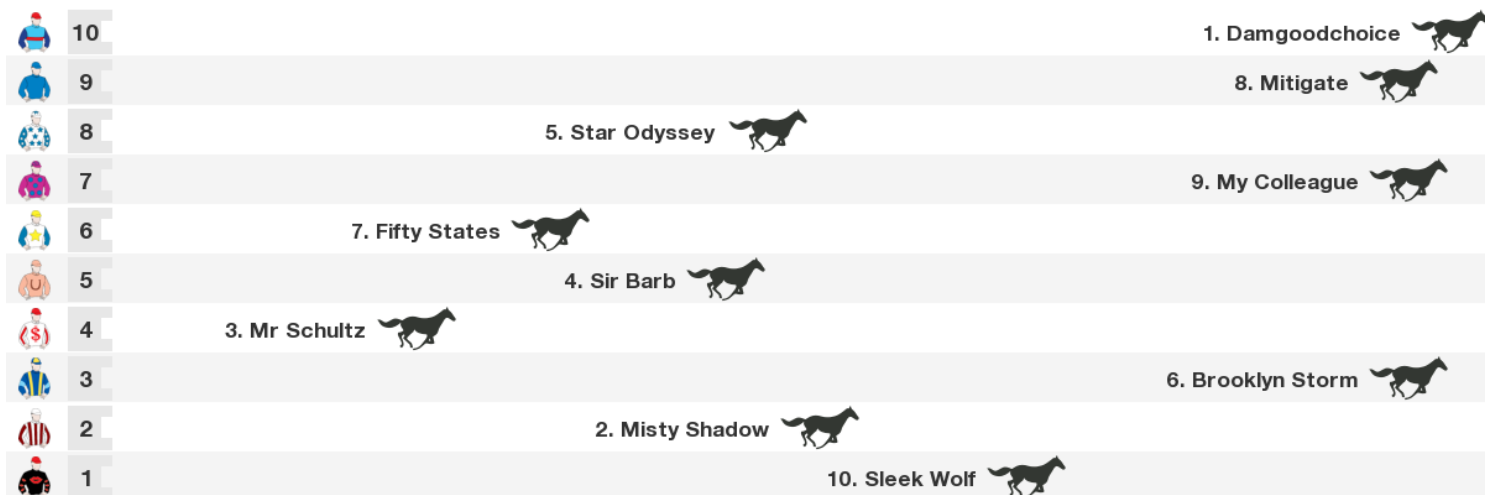 10 1. Damgoodchoice
9 8. Mitigate
8 5. Star Odyssey
7 9. My Colleague
6 7. Fifty States
5 4. Sir Barb
4 $ 3. Mr Schultz
3 6. Brooklyn Storm
2 2. Misty Shadow
1 10. Sleek Wolf